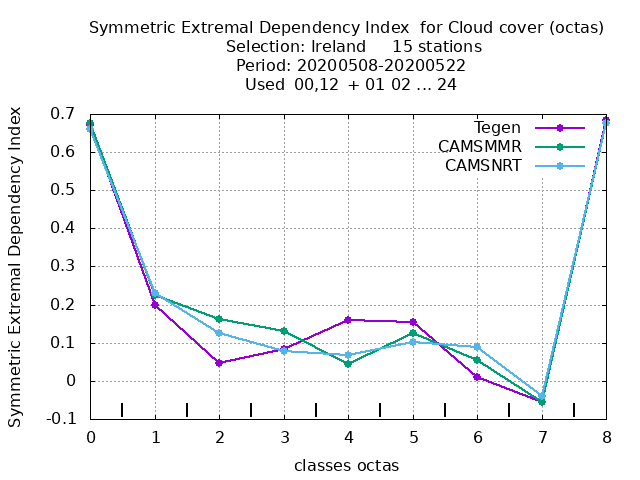 Symmetric Extremal Dependency Index for Cloud cover (octas)
Selection: Ireland 15 stations
Period: 20200508-20200522
Used 00,12 + 01 02 ... 24
Symmetric Extremal Dependency Index
0.7
0.6
0.5
0.4
0.3
0.2
0.1
0
-0.1
Tegen
CAMSMMR
CAMSNRT
0 1 2 3 4 5 6 7 8
classes octas